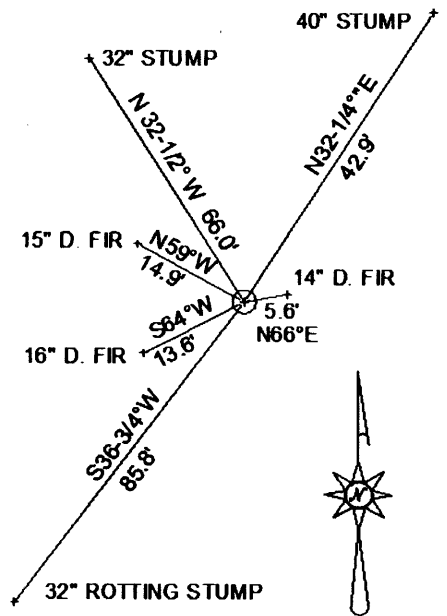 40" STUMP
32" STUMP
N 32-1/2° W 66.0'
N32-1/4°"E
42.9'
15" D. FIR
N59°W
14.9'
14" D. FIR
5.6'
N66°E
S64°W
13.6'
16" D. FIR
S36-3/4°W
85.8'
N
32" ROTTING STUMP